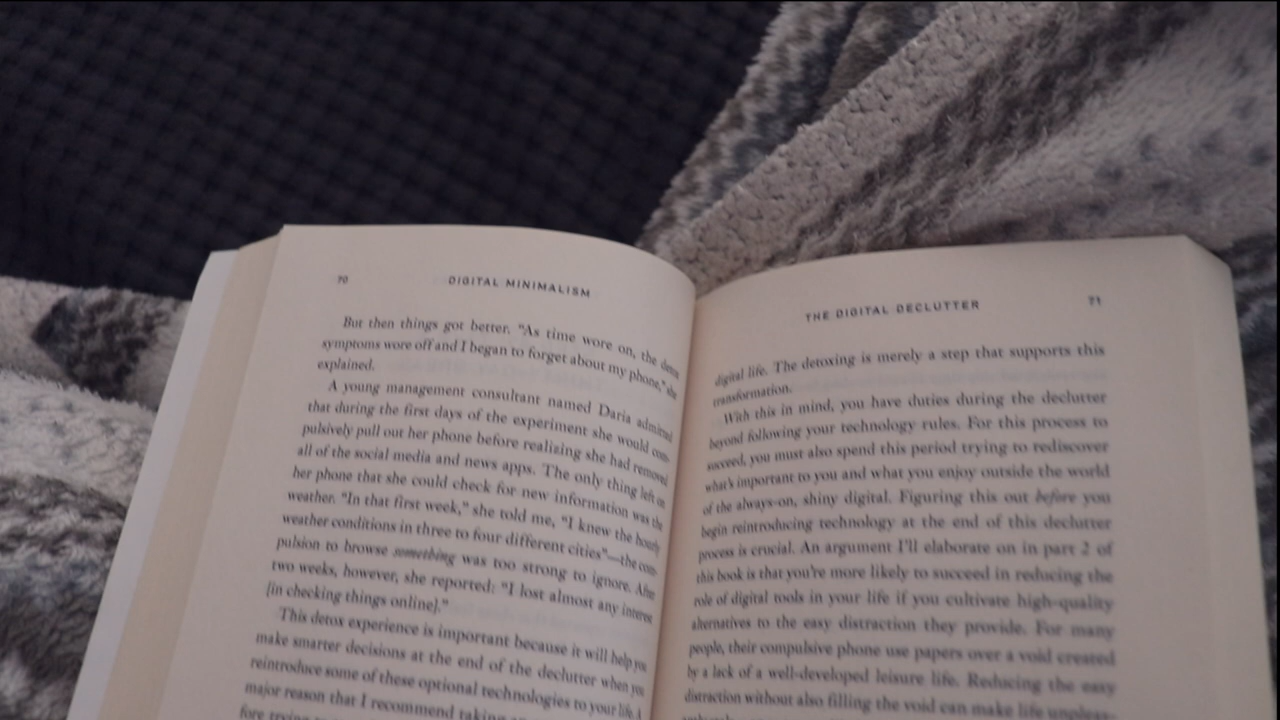 70
DIGITAL MINIMALISM
But then things got better. "As time wore on, the detox
symptoms wore off and I began to forget about my phone," she
explained.
A young management consultant named Daria admitted
that during the first days of the experiment she would com-
pulsively pull out her phone before realizing she had removed
all of the social media and news apps. The only thing left on
her phone that she could check for new information was the
weather. "In that first week," she told me, "I knew the hourly
weather conditions in three to four different cities"—the com-
pulsion to browse something was too strong to ignore. After
two weeks, however, she reported: "I lost almost any interest
[in checking things online]."
This detox experience is important because it will help you
make smarter decisions at the end of the declutter when you
reintroduce some of these optional technologies to your life. A
major reason that I recommend taking
fore trying
THE DIGITAL DECLUTTER
71
digital life. The detoxing is merely a step that supports this
transformation.
With this in mind, you have duties during the declutter
beyond following your technology rules. For this process to
succeed, you must also spend this period trying to rediscover
what's important to you and what you enjoy outside the world
of the always-on, shiny digital. Figuring this out before you
begin reintroducing technology at the end of this declutter
process is crucial. An argument I'll elaborate on in part 2 of
this book is that you're more likely to succeed in reducing the
role of digital tools in your life if you cultivate high-quality
alternatives to the easy distraction they provide. For many
people, their compulsive phone use papers over a void created
by a lack of a well-developed leisure life. Reducing the easy
distraction without also filling the void can make life unpleas-